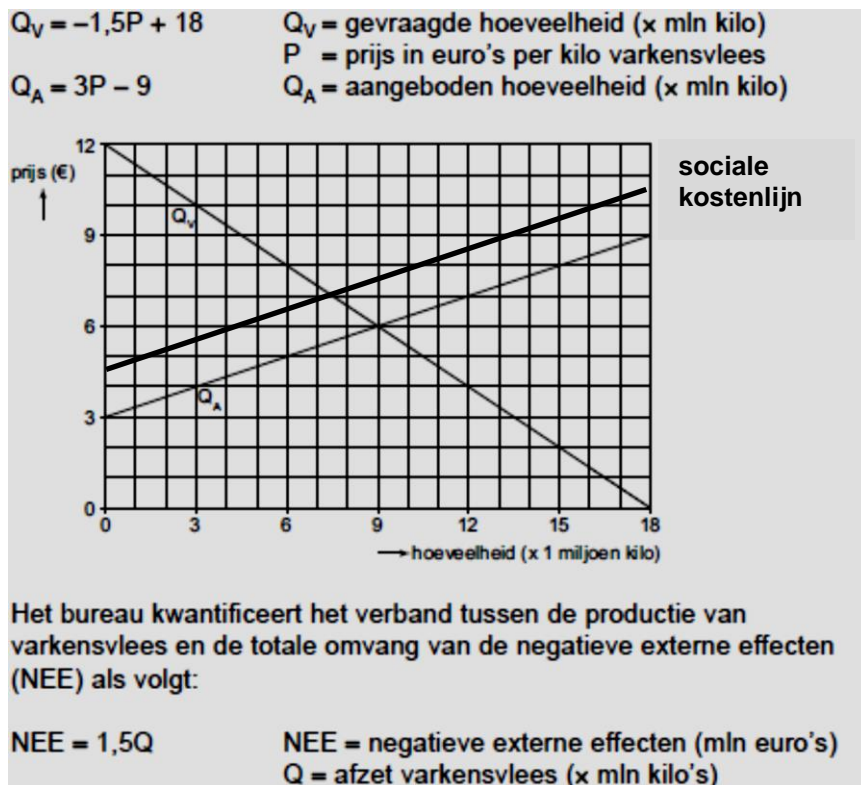 Q_V = –1,5P + 18 Q_V = gevraagde hoeveelheid (x mln kilo)
P = prijs in euro's per kilo varkensvlees
Q_A = 3P – 9 Q_A = aangeboden hoeveelheid (x mln kilo)
12
prijs (€)
sociale
kostenlijn
Q_V
9
6
Q_A
3
0
0 3 6 9 12 15 18
hoeveelheid (x 1 miljoen kilo)
Het bureau kwantificeert het verband tussen de productie van
varkensvlees en de totale omvang van de negatieve externe effecten
(NEE) als volgt:
NEE = 1,5Q NEE = negatieve externe effecten (mln euro's)
Q = afzet varkensvlees (x mln kilo's)